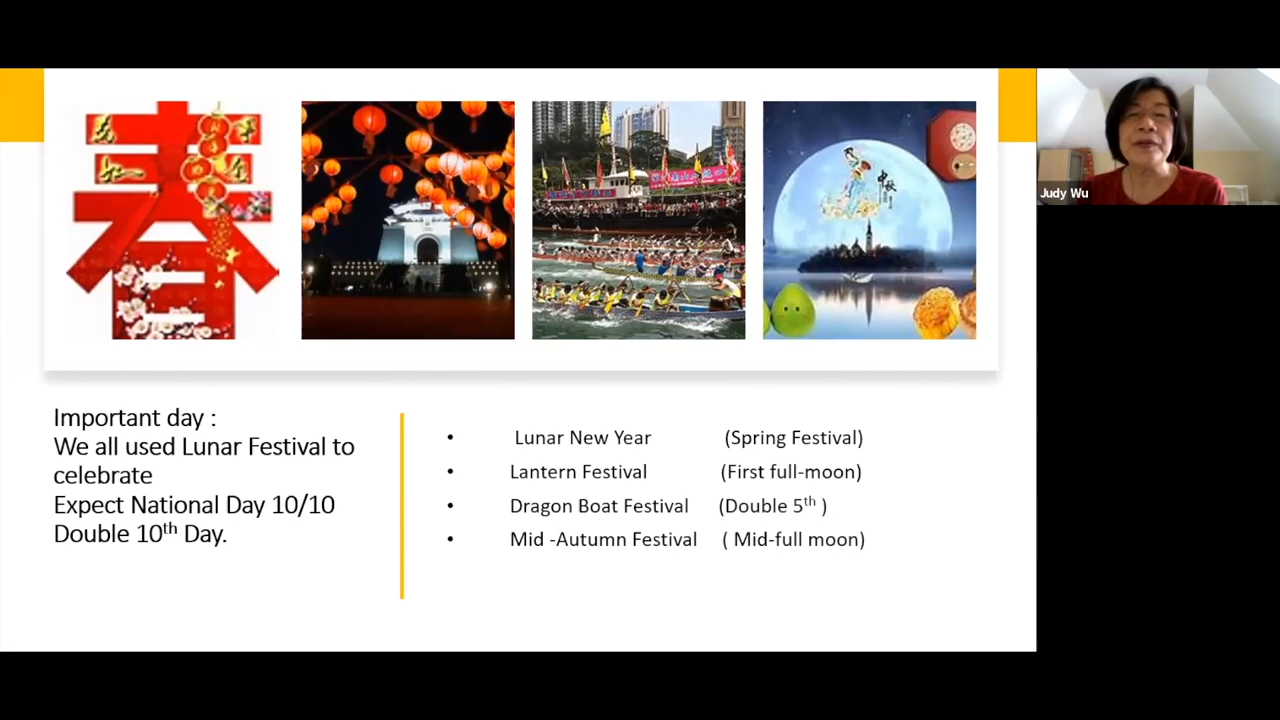 春
中秋
Judy Wu
Important day :
We all used Lunar Festival to
celebrate
Expect National Day 10/10
Double 10th Day.
• Lunar New Year (Spring Festival)
• Lantern Festival (First full-moon)
• Dragon Boat Festival (Double 5th )
• Mid -Autumn Festival ( Mid-full moon)